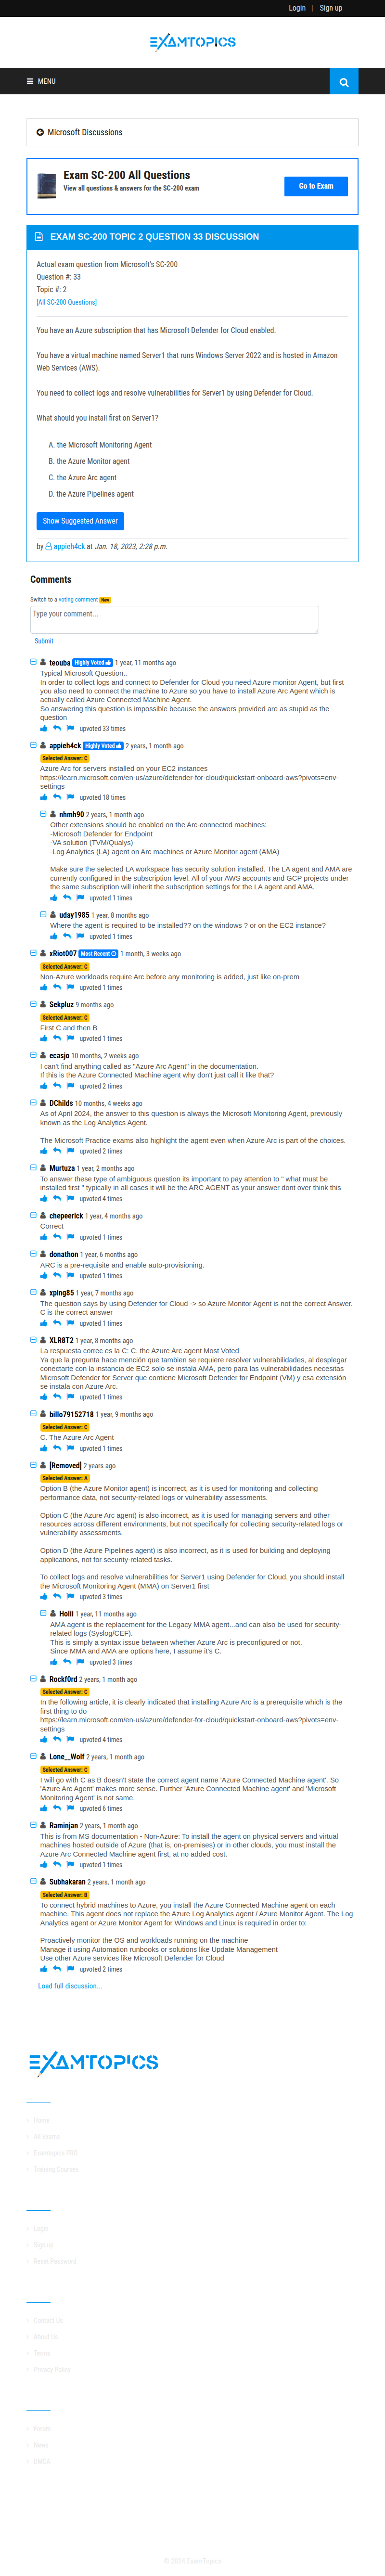 Login | Sign up
EXAMTOPICS
MENU
Microsoft Discussions
Exam SC-200 All Questions
View all questions & answers for the SC-200 exam
Go to Exam
EXAM SC-200 TOPIC 2 QUESTION 33 DISCUSSION
Actual exam question from Microsoft's SC-200
Question #: 33
Topic #: 2
[All SC-200 Questions]
You have an Azure subscription that has Microsoft Defender for Cloud enabled.
You have a virtual machine named Server1 that runs Windows Server 2022 and is hosted in Amazon
Web Services (AWS).
You need to collect logs and resolve vulnerabilities for Server1 by using Defender for Cloud.
What should you install first on Server1?
A. the Microsoft Monitoring Agent
B. the Azure Monitor agent
C. the Azure Arc agent
D. the Azure Pipelines agent
Show Suggested Answer
by appieh4ck at Jan. 18, 2023, 2:28 p.m.
Comments
Switch to a voting comment New
Type your comment...
Submit
teouba Highly Voted 1 year, 11 months ago
Typical Microsoft Question..
In order to collect logs and connect to Defender for Cloud you need Azure monitor Agent, but first
you also need to connect the machine to Azure so you have to install Azure Arc Agent which is
actually called Azure Connected Machine Agent.
So answering this question is impossible because the answers provided are as stupid as the
question
upvoted 33 times
appieh4ck Highly Voted 2 years, 1 month ago
Selected Answer: C
Azure Arc for servers installed on your EC2 instances
https://learn.microsoft.com/en-us/azure/defender-for-cloud/quickstart-onboard-aws?pivots=env-
settings
upvoted 18 times
nhmh90 2 years, 1 month ago
Other extensions should be enabled on the Arc-connected machines:
-Microsoft Defender for Endpoint
-VA solution (TVM/Qualys)
-Log Analytics (LA) agent on Arc machines or Azure Monitor agent (AMA)
Make sure the selected LA workspace has security solution installed. The LA agent and AMA are
currently configured in the subscription level. All of your AWS accounts and GCP projects under
the same subscription will inherit the subscription settings for the LA agent and AMA.
upvoted 1 times
uday1985 1 year, 8 months ago
Where the agent is required to be installed?? on the windows ? or on the EC2 instance?
upvoted 1 times
xRiot007 Most Recent 1 month, 3 weeks ago
Selected Answer: C
Non-Azure workloads require Arc before any monitoring is added, just like on-prem
upvoted 1 times
Sekpluz 9 months ago
Selected Answer: C
First C and then B
upvoted 1 times
ecasjo 10 months, 2 weeks ago
I can't find anything called as "Azure Arc Agent" in the documentation.
If this is the Azure Connected Machine agent why don't just call it like that?
upvoted 2 times
DChilds 10 months, 4 weeks ago
As of April 2024, the answer to this question is always the Microsoft Monitoring Agent, previously
known as the Log Analytics Agent.
The Microsoft Practice exams also highlight the agent even when Azure Arc is part of the choices.
upvoted 2 times
Murtuza 1 year, 2 months ago
To answer these type of ambiguous question its important to pay attention to " what must be
installed first " typically in all cases it will be the ARC AGENT as your answer dont over think this
upvoted 4 times
chepeerick 1 year, 4 months ago
Correct
upvoted 1 times
donathon 1 year, 6 months ago
ARC is a pre-requisite and enable auto-provisioning.
upvoted 1 times
xping85 1 year, 7 months ago
The question says by using Defender for Cloud -> so Azure Monitor Agent is not the correct Answer.
C is the correct answer
upvoted 1 times
XLR8T2 1 year, 8 months ago
La respuesta correc es la C: C. the Azure Arc agent Most Voted
Ya que la pregunta hace mención que tambien se requiere resolver vulnerabilidades, al desplegar
conectarte con la instancia de EC2 solo se instala AMA, pero para las vulnerabilidades necesitas
Microsoft Defender for Server que contiene Microsoft Defender for Endpoint (VM) y esa extensión
se instala con Azure Arc.
upvoted 1 times
billo79152718 1 year, 9 months ago
Selected Answer: C
C. The Azure Arc Agent
upvoted 1 times
[Removed] 2 years ago
Selected Answer: A
Option B (the Azure Monitor agent) is incorrect, as it is used for monitoring and collecting
performance data, not security-related logs or vulnerability assessments.
Option C (the Azure Arc agent) is also incorrect, as it is used for managing servers and other
resources across different environments, but not specifically for collecting security-related logs or
vulnerability assessments.
Option D (the Azure Pipelines agent) is also incorrect, as it is used for building and deploying
applications, not for security-related tasks.
To collect logs and resolve vulnerabilities for Server1 using Defender for Cloud, you should install
the Microsoft Monitoring Agent (MMA) on Server1 first
upvoted 3 times
Holii 1 year, 11 months ago
AMA agent is the replacement for the Legacy MMA agent...and can also be used for security-
related logs (Syslog/CEF).
This is simply a syntax issue between whether Azure Arc is preconfigured or not.
Since MMA and AMA are options here, I assume it's C.
upvoted 3 times
Rockf0rd 2 years, 1 month ago
Selected Answer: C
In the following article, it is clearly indicated that installing Azure Arc is a prerequisite which is the
first thing to do
https://learn.microsoft.com/en-us/azure/defender-for-cloud/quickstart-onboard-aws?pivots=env-
settings
upvoted 4 times
Lone__Wolf 2 years, 1 month ago
Selected Answer: C
I will go with C as B doesn't state the correct agent name 'Azure Connected Machine agent'. So
'Azure Arc Agent' makes more sense. Further 'Azure Connected Machine agent' and 'Microsoft
Monitoring Agent' is not same.
upvoted 6 times
Raminjan 2 years, 1 month ago
This is from MS documentation - Non-Azure: To install the agent on physical servers and virtual
machines hosted outside of Azure (that is, on-premises) or in other clouds, you must install the
Azure Arc Connected Machine agent first, at no added cost.
upvoted 1 times
Subhakaran 2 years, 1 month ago
Selected Answer: B
To connect hybrid machines to Azure, you install the Azure Connected Machine agent on each
machine. This agent does not replace the Azure Log Analytics agent / Azure Monitor Agent. The Log
Analytics agent or Azure Monitor Agent for Windows and Linux is required in order to:
Proactively monitor the OS and workloads running on the machine
Manage it using Automation runbooks or solutions like Update Management
Use other Azure services like Microsoft Defender for Cloud
upvoted 2 times
Load full discussion...
EXAMTOPICS
Home
All Exams
Examtopics PRO
Training Courses
Login
Sign up
Reset Password
Contact Us
About Us
Terms
Privacy Policy
Forum
News
DMCA
© 2024 ExamTopics